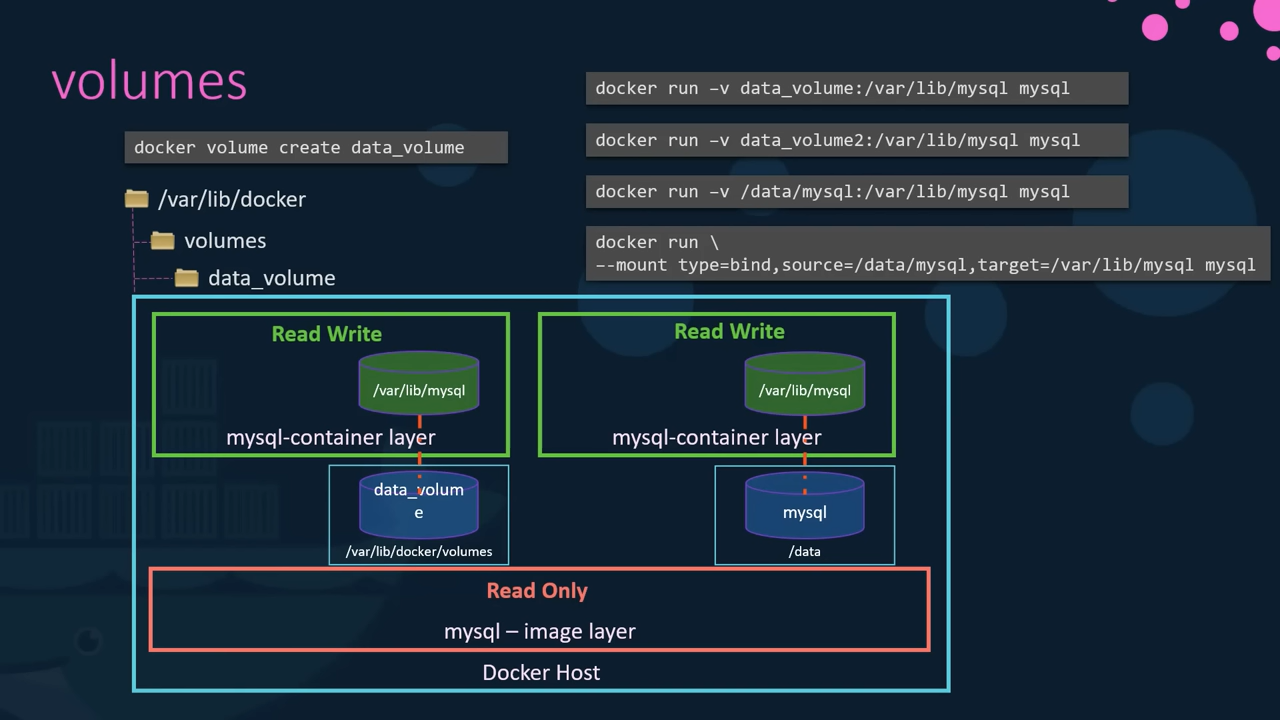 volumes
docker volume create data_volume
/var/lib/docker
volumes
data_volume
docker run –v data_volume:/var/lib/mysql mysql
docker run –v data_volume2:/var/lib/mysql mysql
docker run –v /data/mysql:/var/lib/mysql mysql
docker run \
--mount type=bind,source=/data/mysql,target=/var/lib/mysql mysql
Read Write
/var/lib/mysql
mysql-container layer
data_volum
e
/var/lib/docker/volumes
Read Write
/var/lib/mysql
mysql-container layer
mysql
/data
Read Only
mysql – image layer
Docker Host